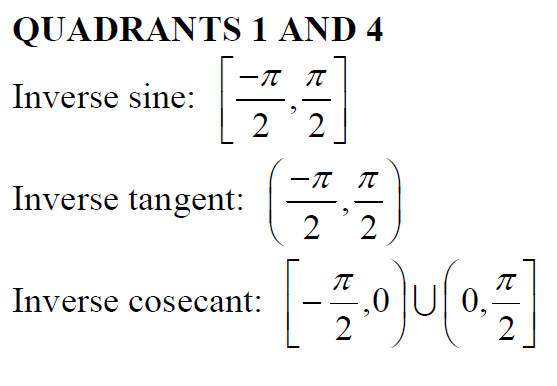 QUADRANTS 1 AND 4
Inverse sine: [−π/2, π/2]
Inverse tangent: (−π/2, π/2)
Inverse cosecant: [−π/2, 0) ∪ (0, π/2]